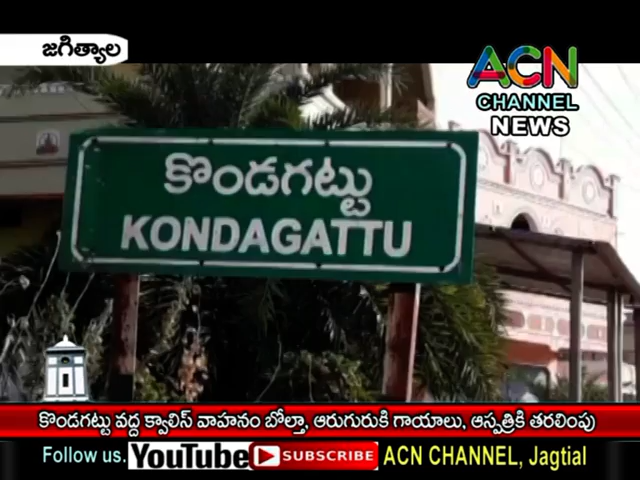 జగిత్యాల
ACN
CHANNEL
NEWS
కొండగట్టు
KONDAGATTU
కొండగట్టు వద్ద క్వాలిస్ వాహనం బోల్తా, ఆరుగురుకి గాయాలు, ఆస్పత్రికి తరలింపు
Follow us. YouTube SUBSCRIBE ACN CHANNEL, Jagtial